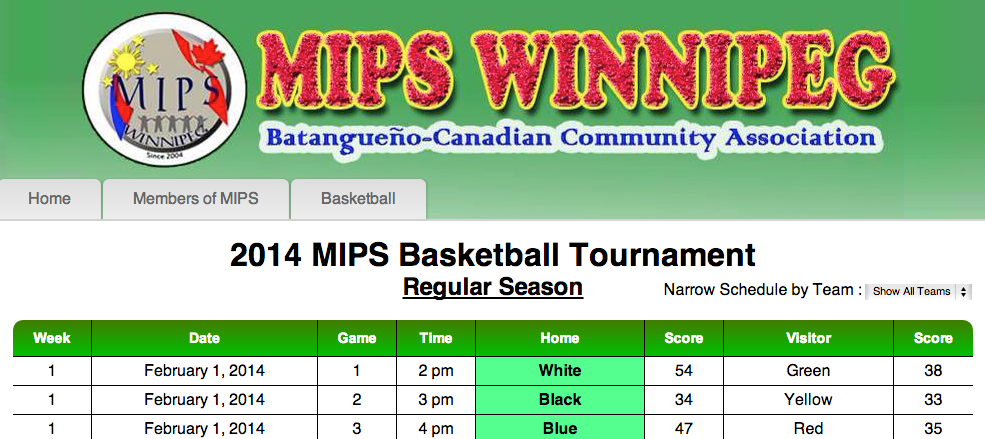 MIPS
WINNIPEG
Since 2004
MIPS WINNIPEG
Batangueño-Canadian Community Association
Home Members of MIPS Basketball
2014 MIPS Basketball Tournament
Regular Season
Narrow Schedule by Team : Show All Teams
Week Date Game Time Home Score Visitor Score
1 February 1, 2014 1 2 pm White 54 Green 38
1 February 1, 2014 2 3 pm Black 34 Yellow 33
1 February 1, 2014 3 4 pm Blue 47 Red 35